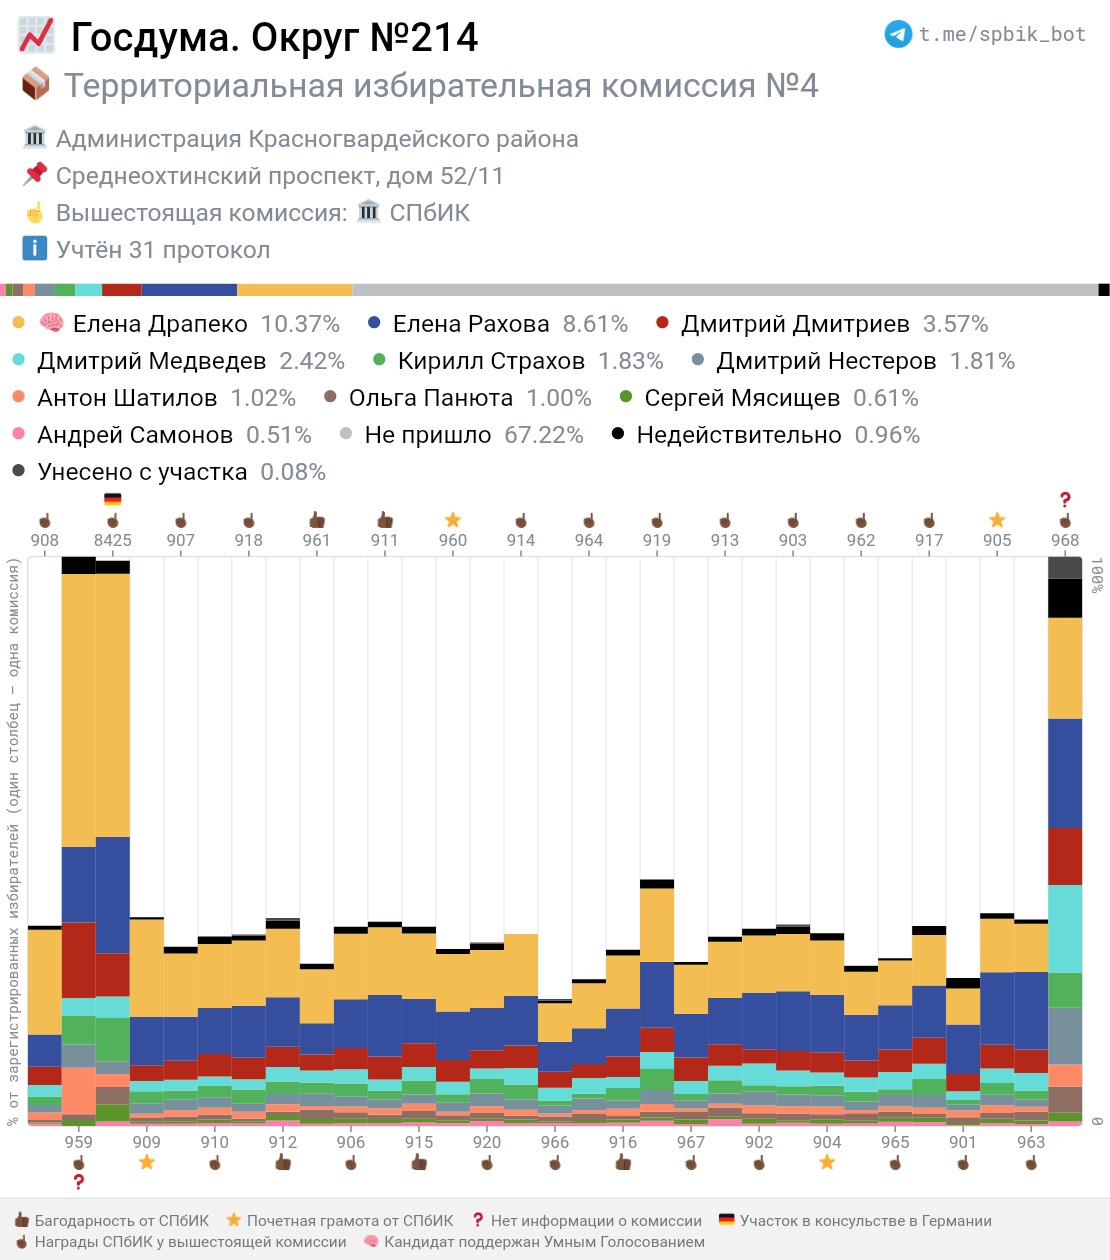 Госдума. Округ №214
t.me/spbik_bot
Территориальная избирательная комиссия №4
Администрация Красногвардейского района
Среднеохтинский проспект, дом 52/11
Вышестоящая комиссия: СПбИК
Учтён 31 протокол
Елена Драпеко 10.37% Елена Рахова 8.61% Дмитрий Дмитриев 3.57%
Дмитрий Медведев 2.42% Кирилл Страхов 1.83% Дмитрий Нестеров 1.81%
Антон Шатилов 1.02% Ольга Панюта 1.00% Сергей Мясищев 0.61%
Андрей Самонов 0.51% Не пришло 67.22% Недействительно 0.96%
Унесено с участка 0.08%
908 8425 907 918 961 911 960 914 964 919 913 903 962 917 905 968
% от зарегистрированных избирателей (один столбец — одна комиссия)
100%
0
959 909 910 912 906 915 920 966 916 967 902 904 965 901 963
Багодарность от СПбИК Почетная грамота от СПбИК Нет информации о комиссии Участок в консульстве в Германии
Награды СПбИК у вышестоящей комиссии Кандидат поддержан Умным Голосованием